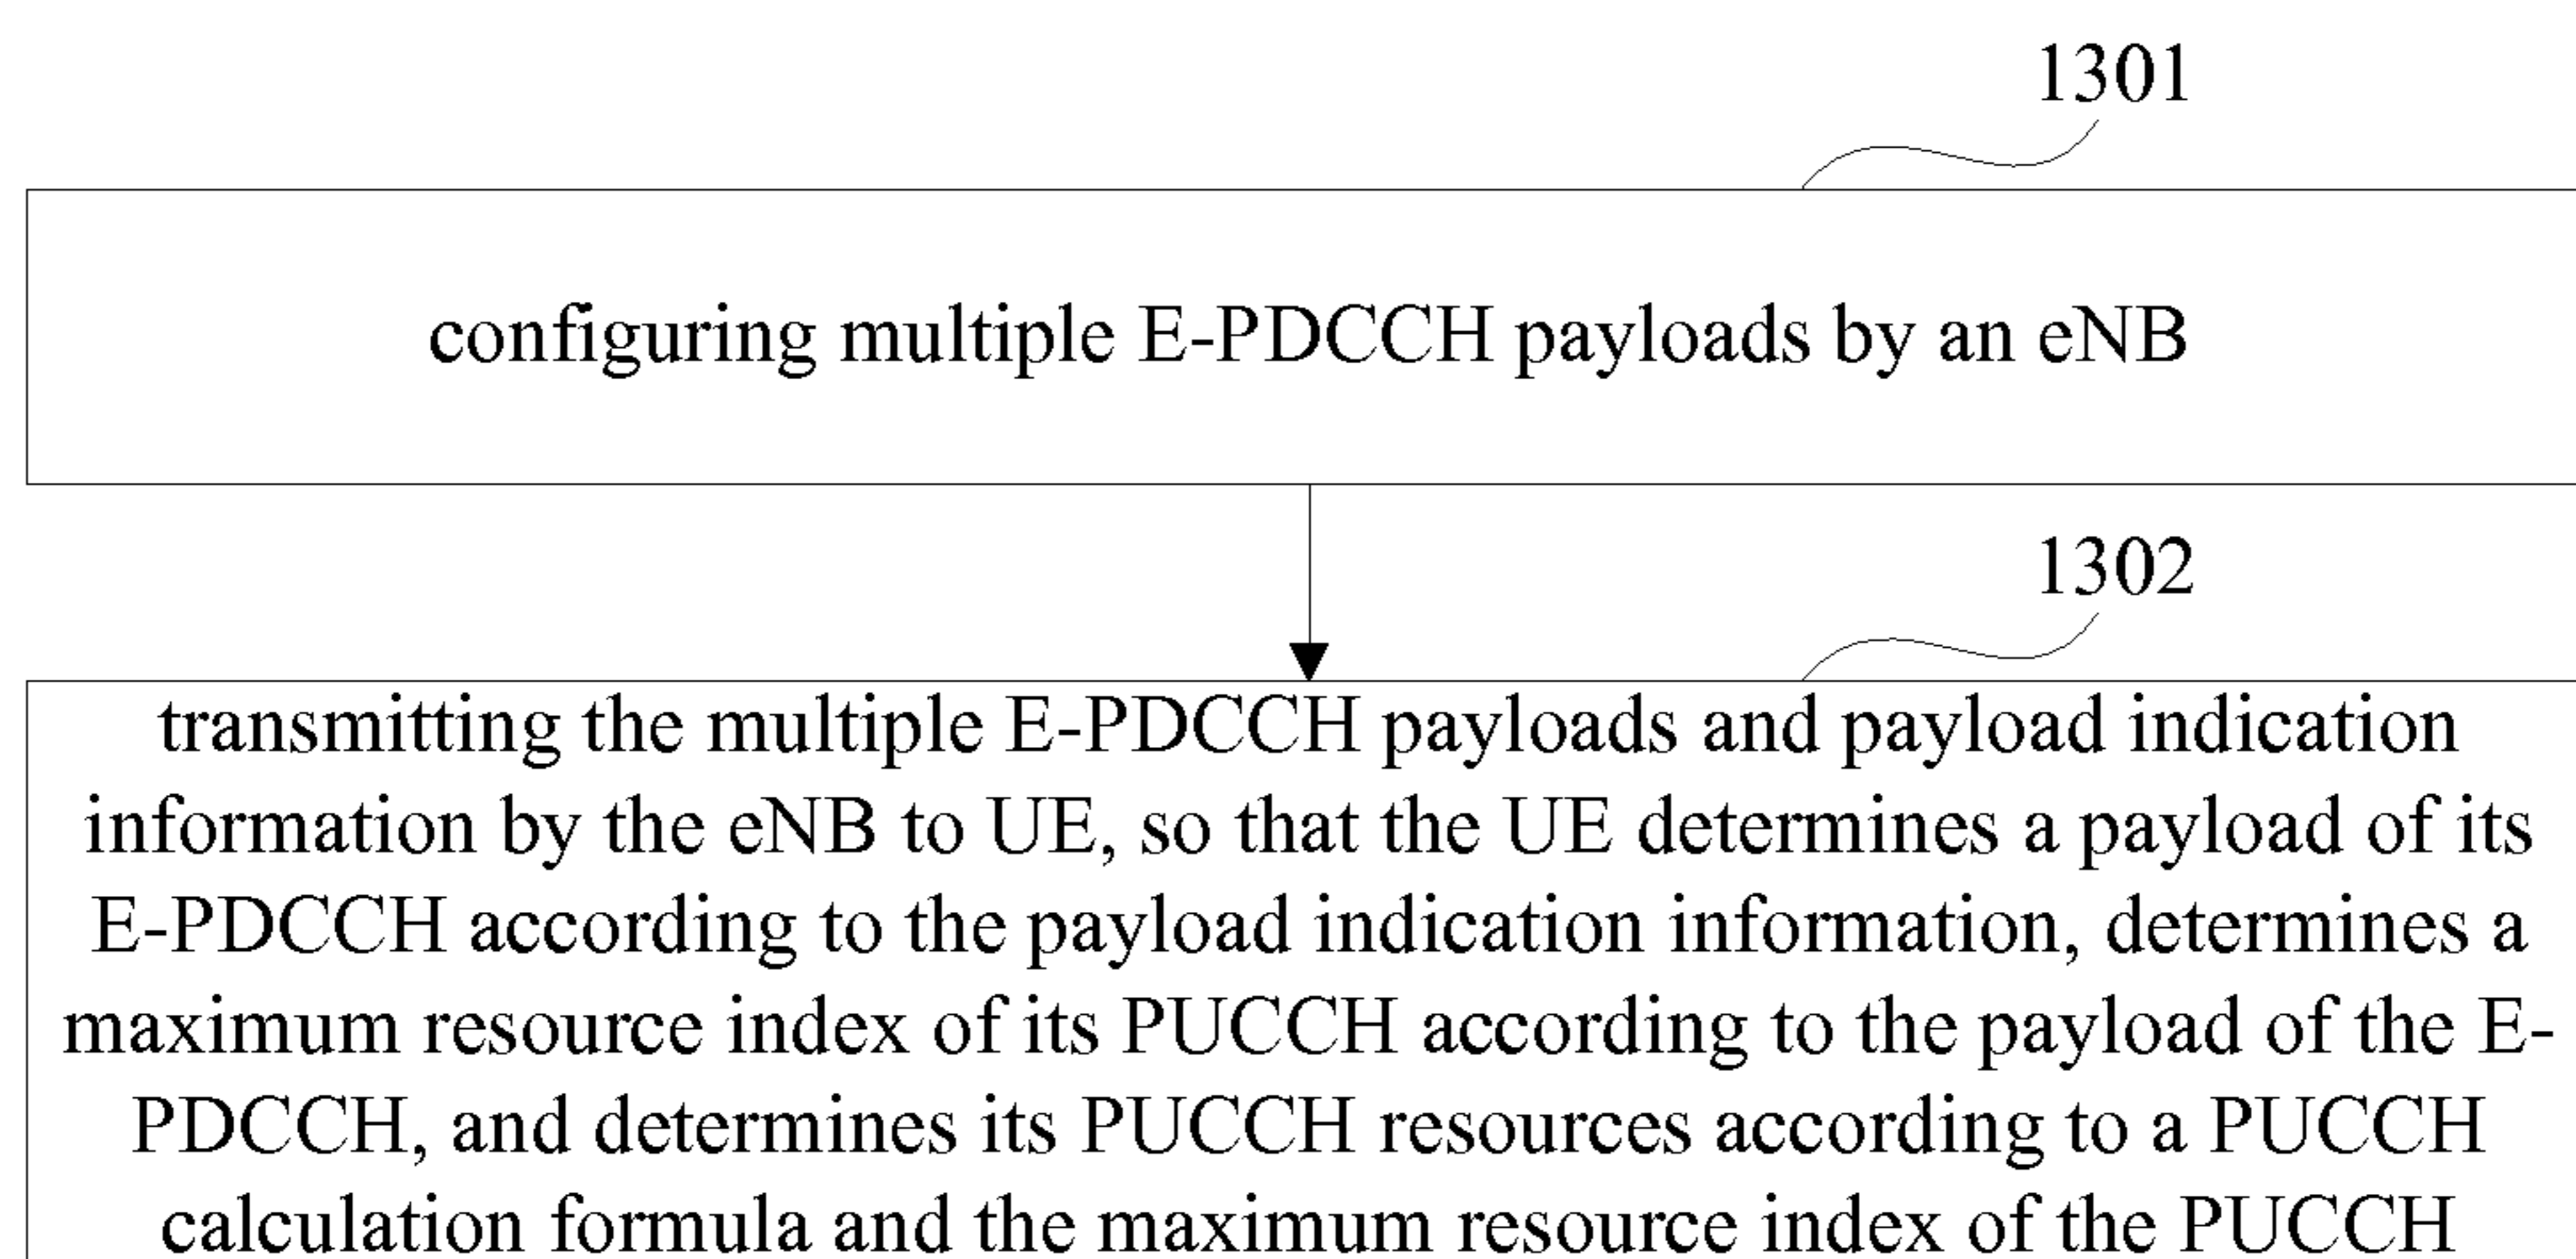 1301
configuring multiple E-PDCCH payloads by an eNB
1302
transmitting the multiple E-PDCCH payloads and payload indication
information by the eNB to UE, so that the UE determines a payload of its
E-PDCCH according to the payload indication information, determines a
maximum resource index of its PUCCH according to the payload of the E-
PDCCH, and determines its PUCCH resources according to a PUCCH
calculation formula and the maximum resource index of the PUCCH